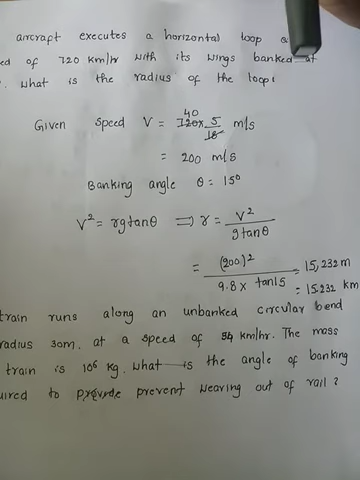 aircrapt executes a horizontal loop a
ed of 720 km/hr with its wings banked at
what is the radius of the loop?
Given speed V = 720 x 5/18 m/s
40
= 200 m/s
Banking angle θ = 15°
V² = rg tanθ ⟹ r = V²/g tanθ
= (200)²/9.8 x tan15 = 15,232 m
= 15.232 km
train runs along an unbanked circular bend
radius 30m, at a speed of 54 km/hr. The mass
train is 10⁶ kg. what is the angle of banking
uired to prevent wearing out of rail?